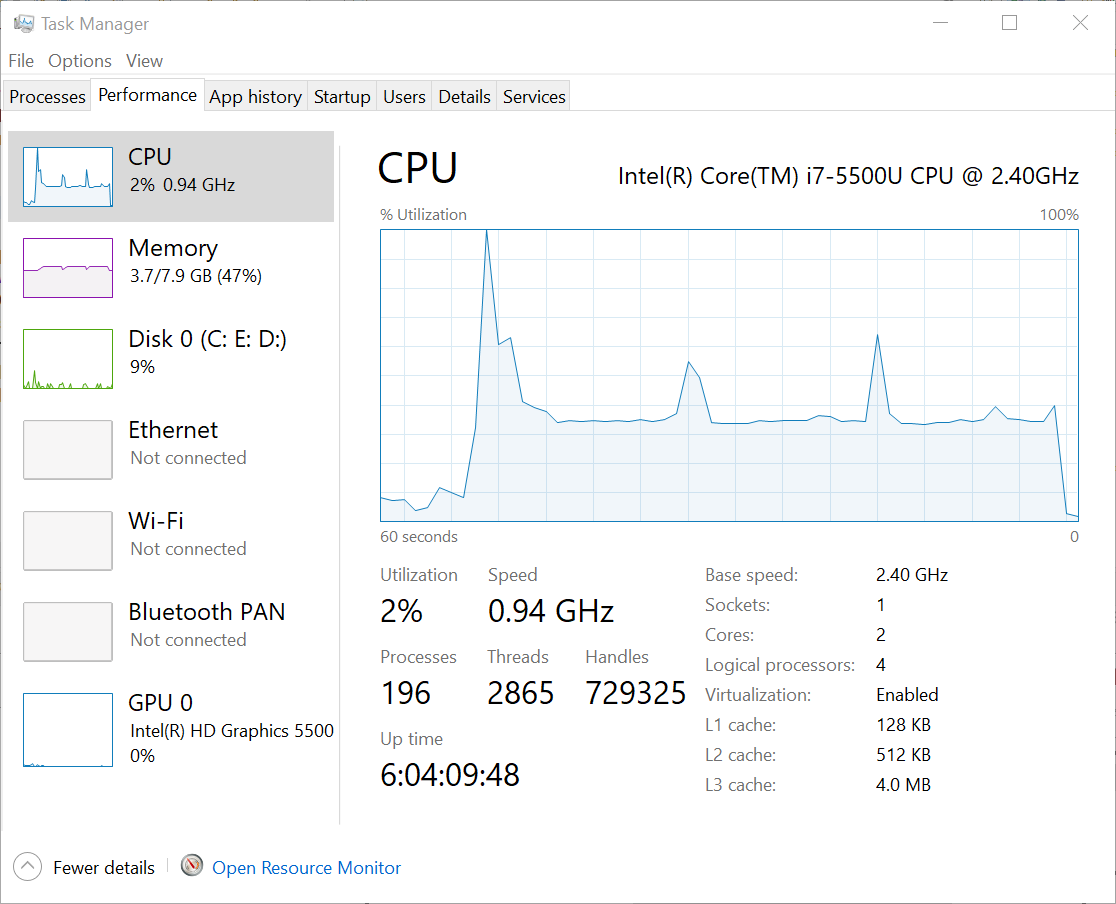 Task Manager
File Options View
Processes Performance App history Startup Users Details Services
CPU
2% 0.94 GHz
Memory
3.7/7.9 GB (47%)
Disk 0 (C: E: D:)
9%
Ethernet
Not connected
Wi-Fi
Not connected
Bluetooth PAN
Not connected
GPU 0
Intel(R) HD Graphics 5500
0%
CPU Intel(R) Core(TM) i7-5500U CPU @ 2.40GHz
% Utilization 100%
60 seconds 0
Utilization Speed
2% 0.94 GHz
Processes Threads Handles
196 2865 729325
Up time
6:04:09:48
Base speed: 2.40 GHz
Sockets: 1
Cores: 2
Logical processors: 4
Virtualization: Enabled
L1 cache: 128 KB
L2 cache: 512 KB
L3 cache: 4.0 MB
Fewer details Open Resource Monitor